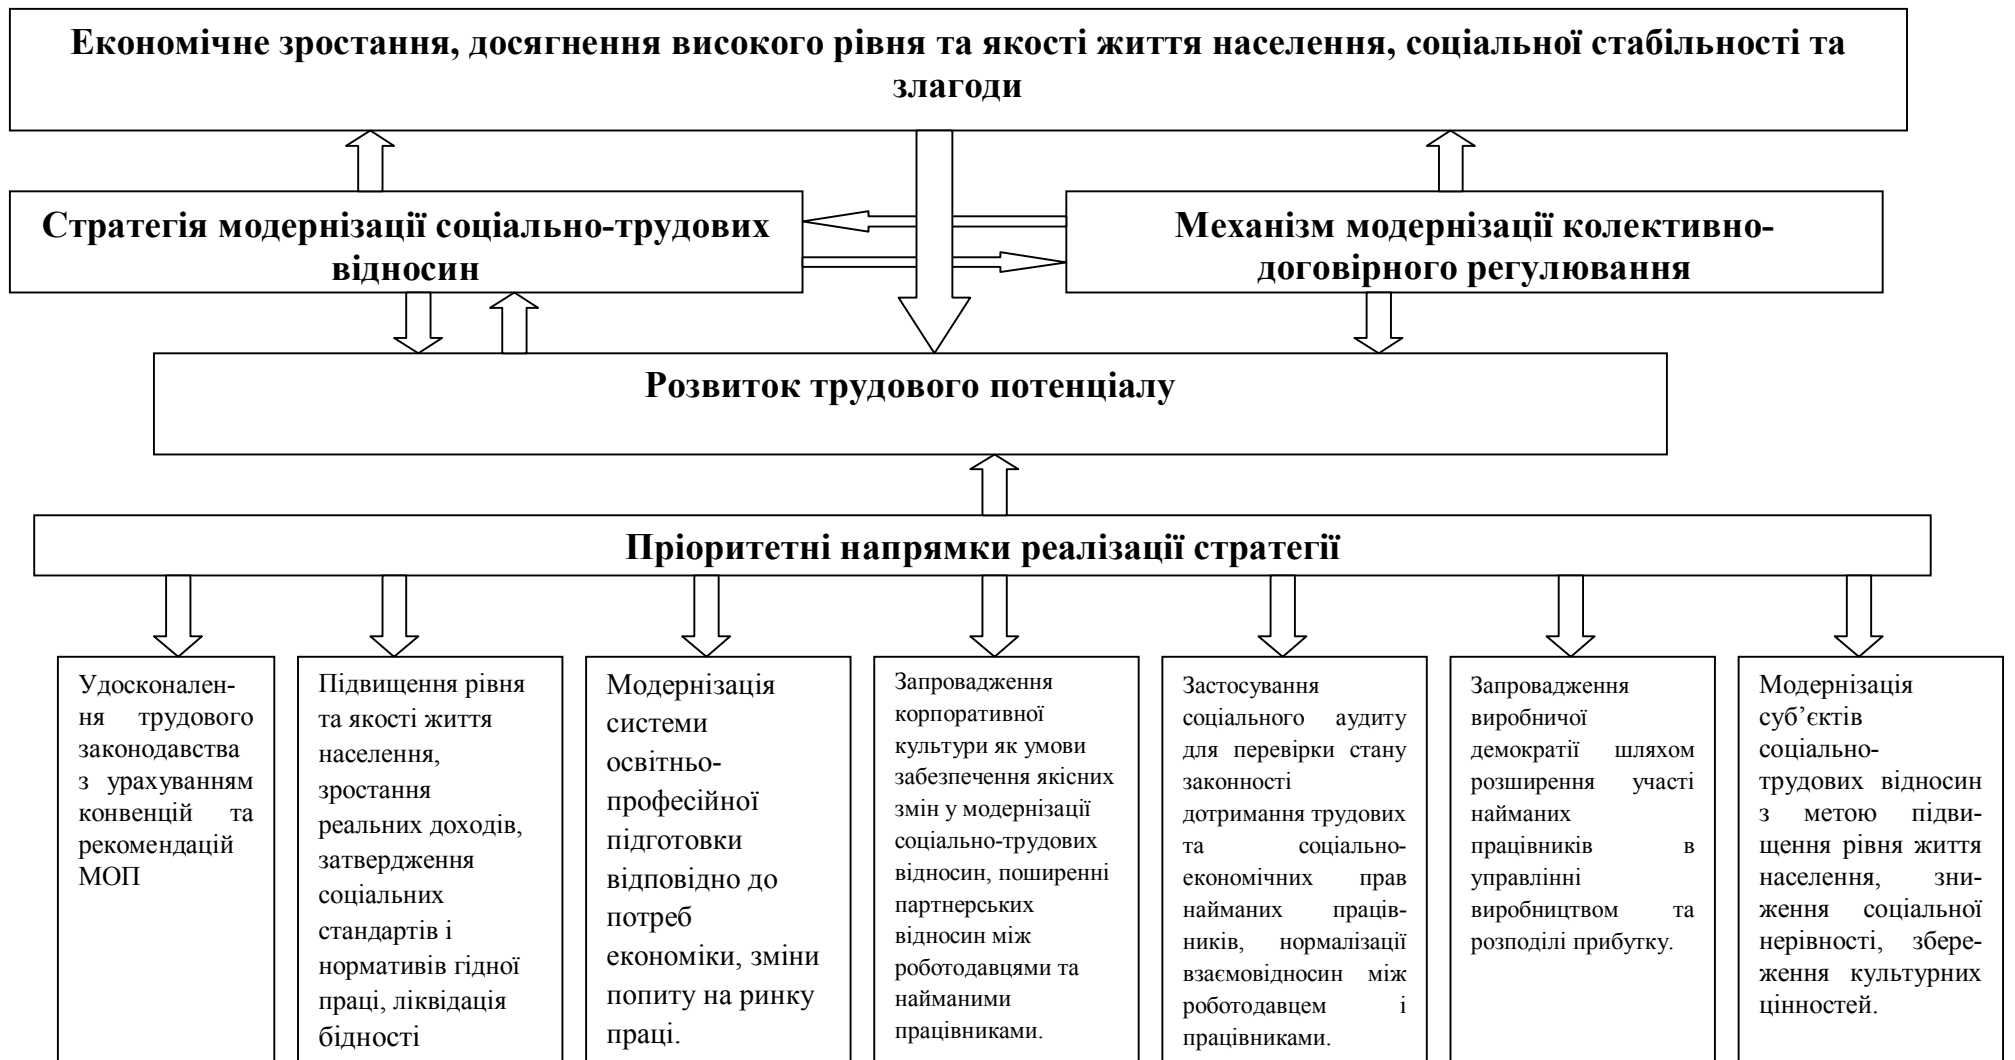 Економічне зростання, досягнення високого рівня та якості життя населення, соціальної стабільності та
злагоди
Стратегія модернізації соціально-трудових
відносин
Механізм модернізації колективно-
договірного регулювання
Розвиток трудового потенціалу
Пріоритетні напрямки реалізації стратегії
Удосконален-
ня трудового
законодавства
з урахуванням
конвенцій та
рекомендацій
МОП
Підвищення рівня
та якості життя
населення,
зростання
реальних доходів,
затвердження
соціальних
стандартів і
нормативів гідної
праці, ліквідація
бідності
Модернізація
системи
освітньо-
професійної
підготовки
відповідно до
потреб
економіки, зміни
попиту на ринку
праці.
Запровадження
корпоративної
культури як умови
забезпечення якісних
змін у модернізації
соціально-трудових
відносин, поширенні
партнерських
відносин між
роботодавцями та
найманими
працівниками.
Застосування
соціального аудиту
для перевірки стану
законності
дотримання трудових
та соціально-
економічних прав
найманих праців-
ників, нормалізації
взаємовідносин між
роботодавцем і
працівниками.
Запровадження
виробничої
демократії шляхом
розширення участі
найманих
працівників в
управлінні
виробництвом та
розподілі прибутку.
Модернізація
суб’єктів
соціально-
трудових відносин
з метою підви-
щення рівня життя
населення, зни-
ження соціальної
нерівності, збере-
ження культурних
цінностей.